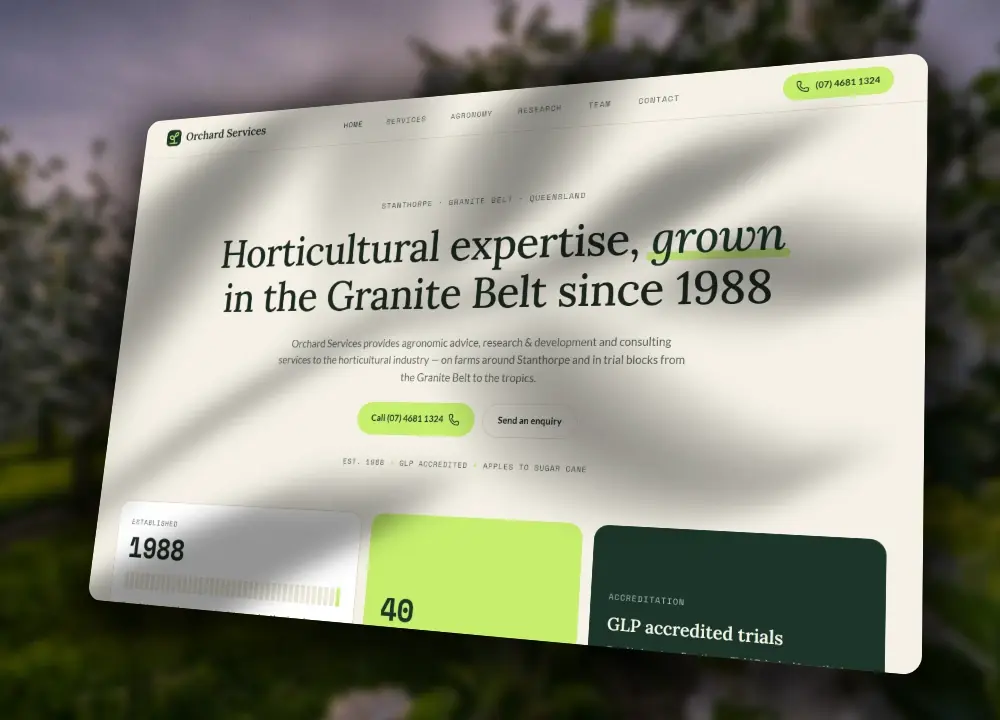 Orchard Services
HOME SERVICES AGRONOMY RESEARCH TEAM CONTACT
(07) 4681 1324
STANTHORPE · GRANITE BELT · QUEENSLAND
Horticultural expertise, grown
in the Granite Belt since 1988
Orchard Services provides agronomic advice, research & development and consulting
services to the horticultural industry — on farms around Stanthorpe and in trial blocks from
the Granite Belt to the tropics.
Call (07) 4681 1324
Send an enquiry
EST. 1988 · GLP ACCREDITED · APPLES TO SUGAR CANE
ESTABLISHED
1988
40
ACCREDITATION
GLP accredited trials